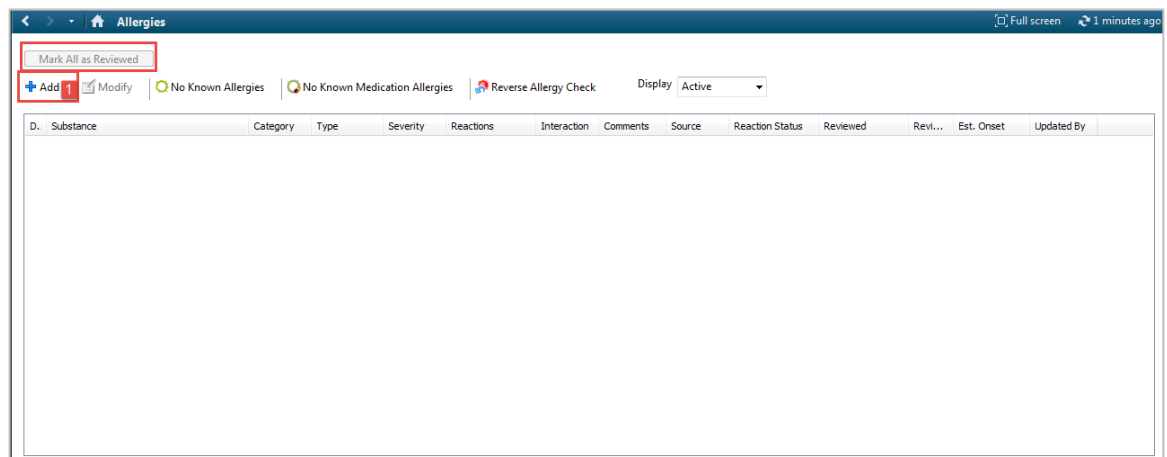 Allergies Full screen 1 minutes ago
Mark All as Reviewed
Add 1 Modify No Known Allergies No Known Medication Allergies Reverse Allergy Check Display Active
D. Substance Category Type Severity Reactions Interaction Comments Source Reaction Status Reviewed Revi... Est. Onset Updated By